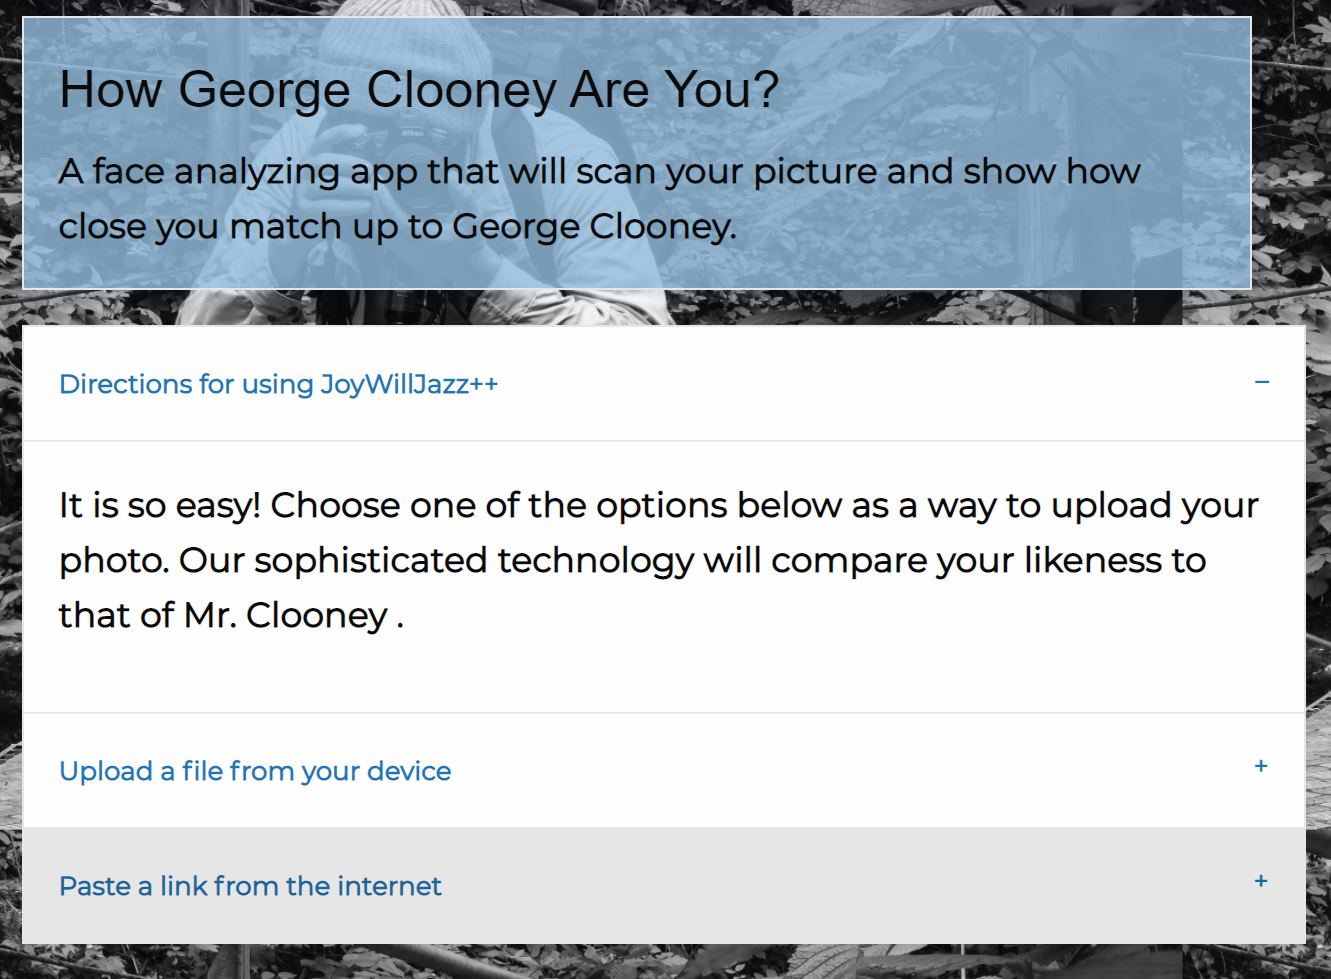 How George Clooney Are You?
A face analyzing app that will scan your picture and show how
close you match up to George Clooney.
Directions for using JoyWillJazz++ −
It is so easy! Choose one of the options below as a way to upload your
photo. Our sophisticated technology will compare your likeness to
that of Mr. Clooney .
Upload a file from your device +
Paste a link from the internet +